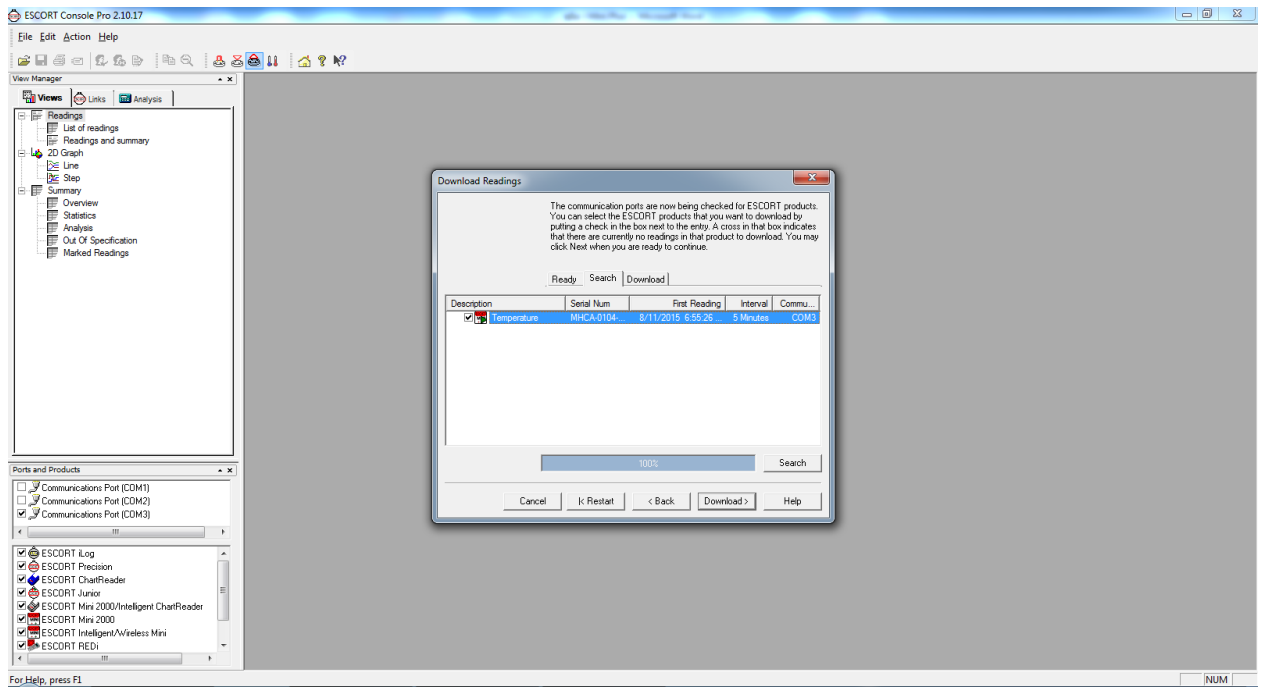 ESCORT Console Pro 2.10.17
File Edit Action Help
View Manager
Views Links Analysis
Readings
List of readings
Readings and summary
2D Graph
Line
Step
Summary
Overview
Statistics
Analysis
Out Of Specification
Marked Readings
Ports and Products
Communications Port (COM1)
Communications Port (COM2)
Communications Port (COM3)
ESCORT iLog
ESCORT Precision
ESCORT ChartReader
ESCORT Junior
ESCORT Mini 2000/Intelligent ChartReader
ESCORT Mini 2000
ESCORT Intelligent/Wireless Mini
ESCORT REDi
Download Readings
The communication ports are now being checked for ESCORT products.
You can select the ESCORT products that you want to download by
putting a check in the box next to the entry. A cross in that box indicates
that there are currently no readings in that product to download. You may
click Next when you are ready to continue.
Ready Search Download
Description Serial Num First Reading Interval Commu...
Temperature MHCA-0104-... 8/11/2015 6:55:26 ... 5 Minutes COM3
100% Search
Cancel |< Restart < Back Download > Help
For Help, press F1 NUM